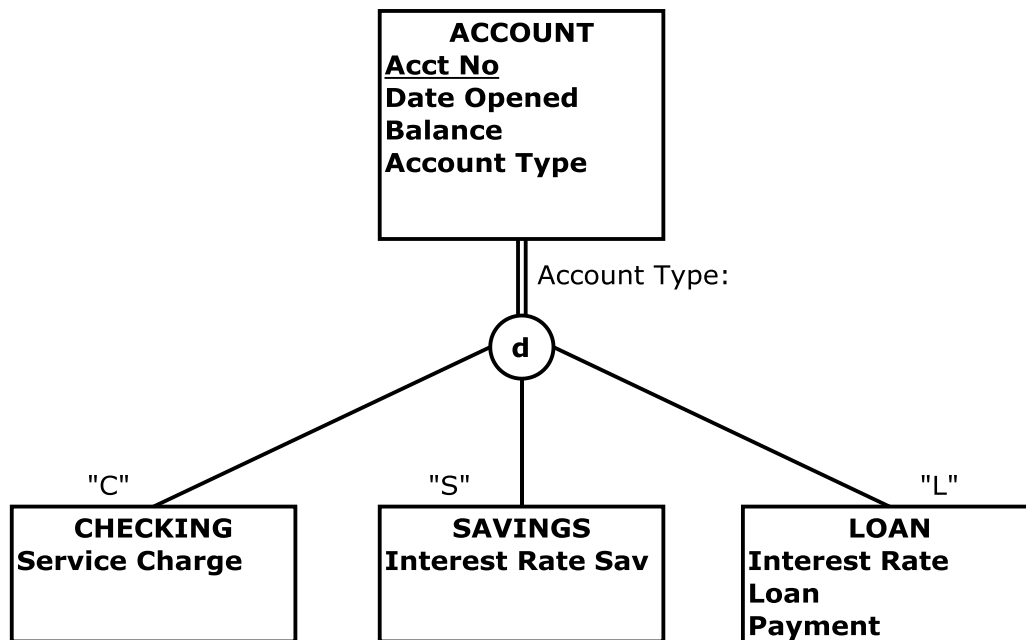 ACCOUNT
Acct No
Date Opened
Balance
Account Type
Account Type:
d
"C"
"S"
"L"
CHECKING
Service Charge
SAVINGS
Interest Rate Sav
LOAN
Interest Rate
Loan
Payment